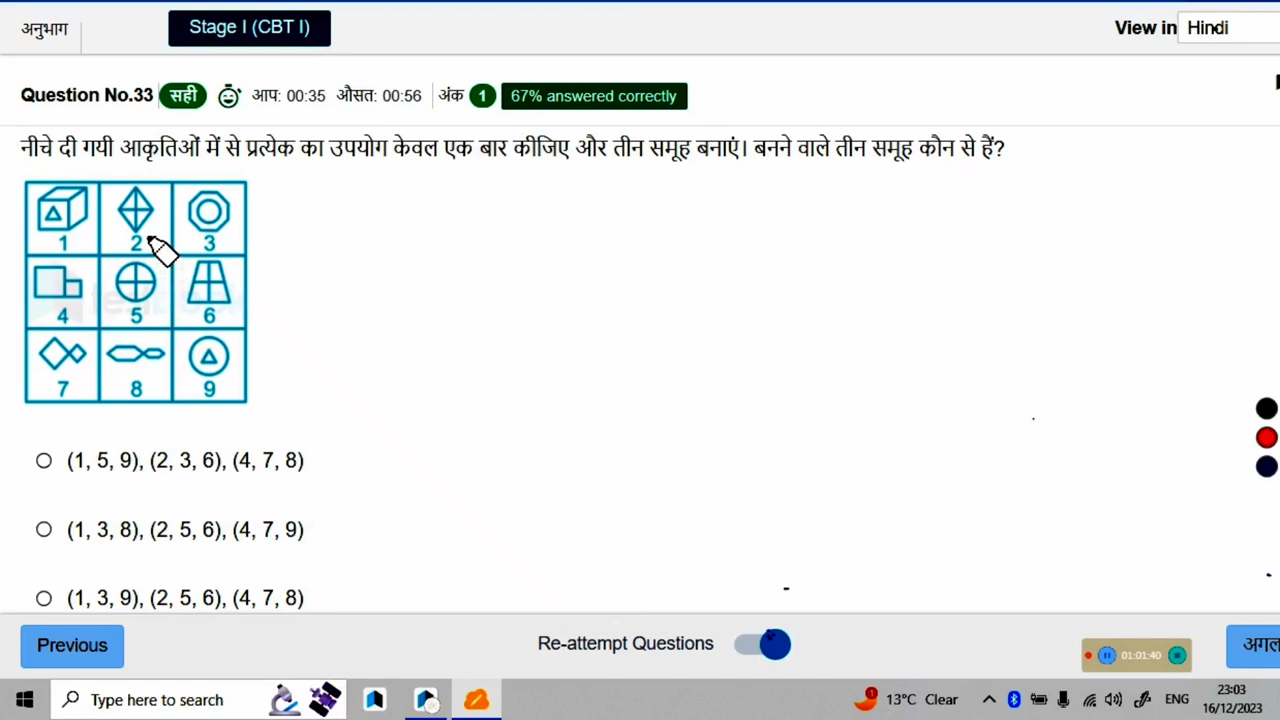 अनुभाग
Stage I (CBT I)
View in Hindi
Question No.33 सही आप: 00:35 औसत: 00:56 अंक 1 67% answered correctly
नीचे दी गयी आकृतिओं में से प्रत्येक का उपयोग केवल एक बार कीजिए और तीन समूह बनाएं। बनने वाले तीन समूह कौन से हैं?
1 2 3
4 5 6
7 8 9
(1, 5, 9), (2, 3, 6), (4, 7, 8)
(1, 3, 8), (2, 5, 6), (4, 7, 9)
(1, 3, 9), (2, 5, 6), (4, 7, 8)
Previous
Re-attempt Questions
01:01:40
अगल
Type here to search
1
13°C Clear
ENG
23:03
16/12/2023